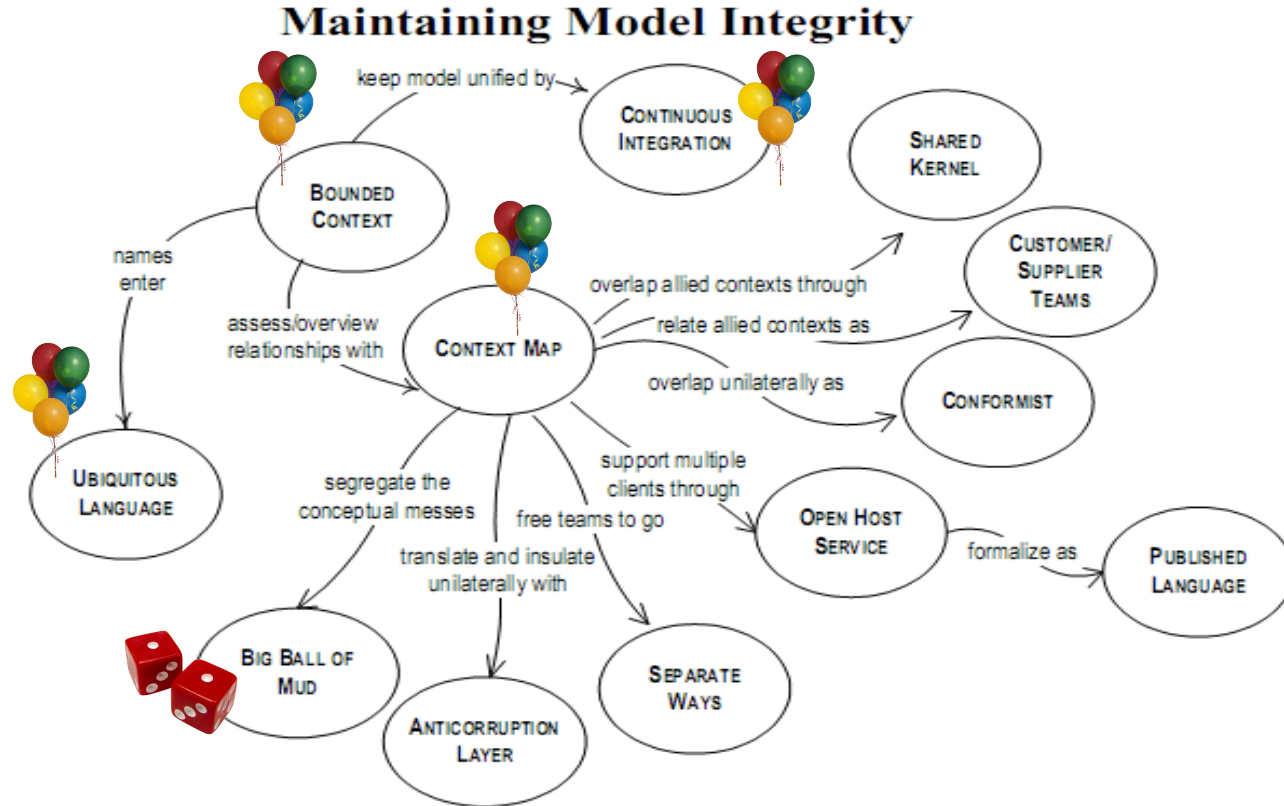 Maintaining Model Integrity
keep model unified by
CONTINUOUS
INTEGRATION
SHARED
KERNEL
BOUNDED
CONTEXT
names
enter
CUSTOMER/
SUPPLIER
TEAMS
overlap allied contexts through
assess/overview
relationships with
relate allied contexts as
CONTEXT MAP
overlap unilaterally as
CONFORMIST
UBIQUITOUS
LANGUAGE
segregate the
conceptual messes
support multiple
clients through
free teams to go
OPEN HOST
SERVICE
formalize as
PUBLISHED
LANGUAGE
translate and insulate
unilaterally with
BIG BALL OF
MUD
SEPARATE
WAYS
ANTICORRUPTION
LAYER